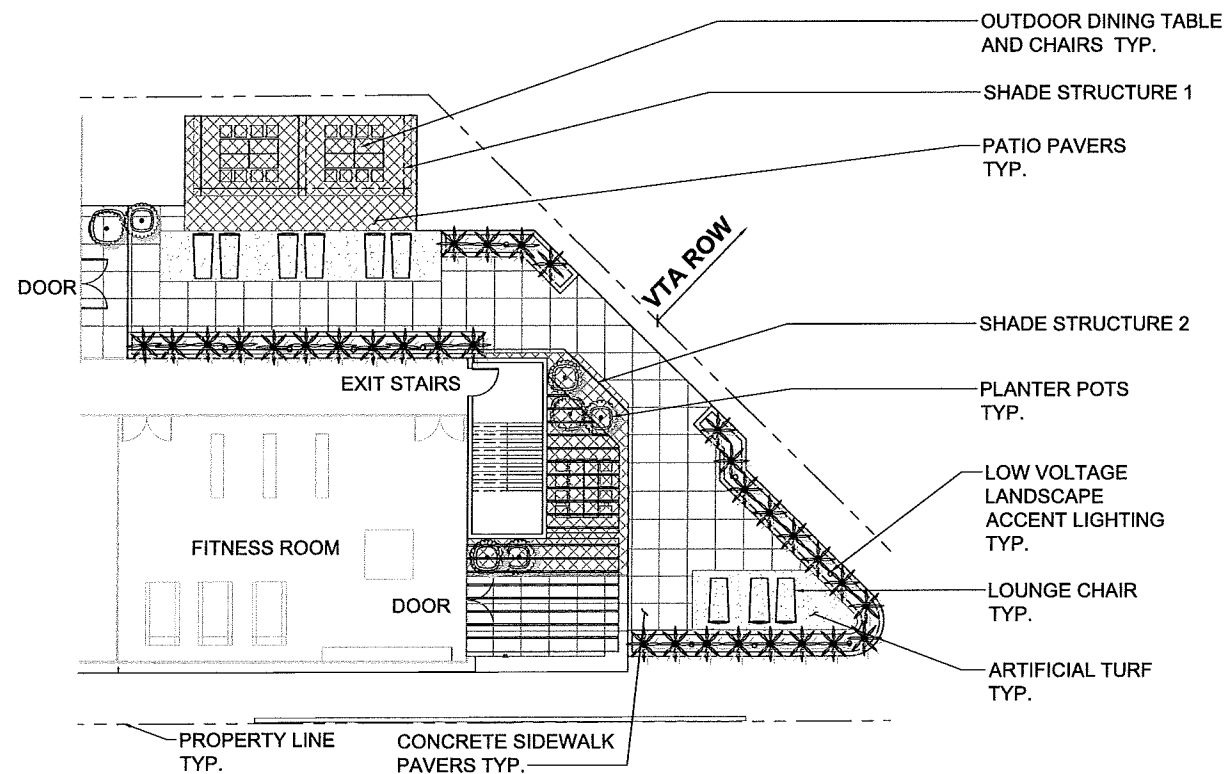 OUTDOOR DINING TABLE
AND CHAIRS TYP.
SHADE STRUCTURE 1
PATIO PAVERS
TYP.
VTA ROW
DOOR
SHADE STRUCTURE 2
EXIT STAIRS
PLANTER POTS
TYP.
LOW VOLTAGE
LANDSCAPE
ACCENT LIGHTING
TYP.
FITNESS ROOM
LOUNGE CHAIR
TYP.
DOOR
ARTIFICIAL TURF
TYP.
PROPERTY LINE
TYP.
CONCRETE SIDEWALK
PAVERS TYP.